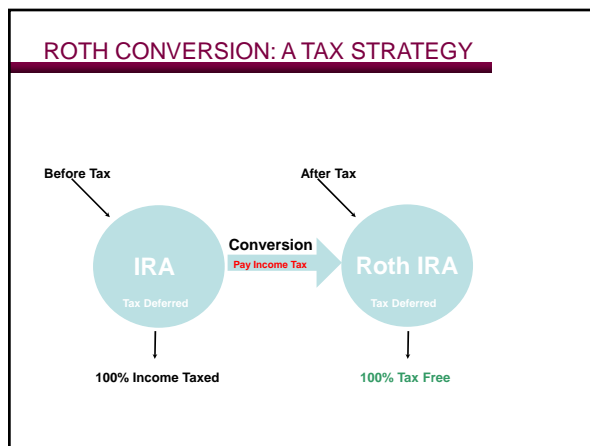 ROTH CONVERSION: A TAX STRATEGY
Before Tax
After Tax
IRA
Tax Deferred
Conversion
Pay Income Tax
Roth IRA
Tax Deferred
100% Income Taxed
100% Tax Free